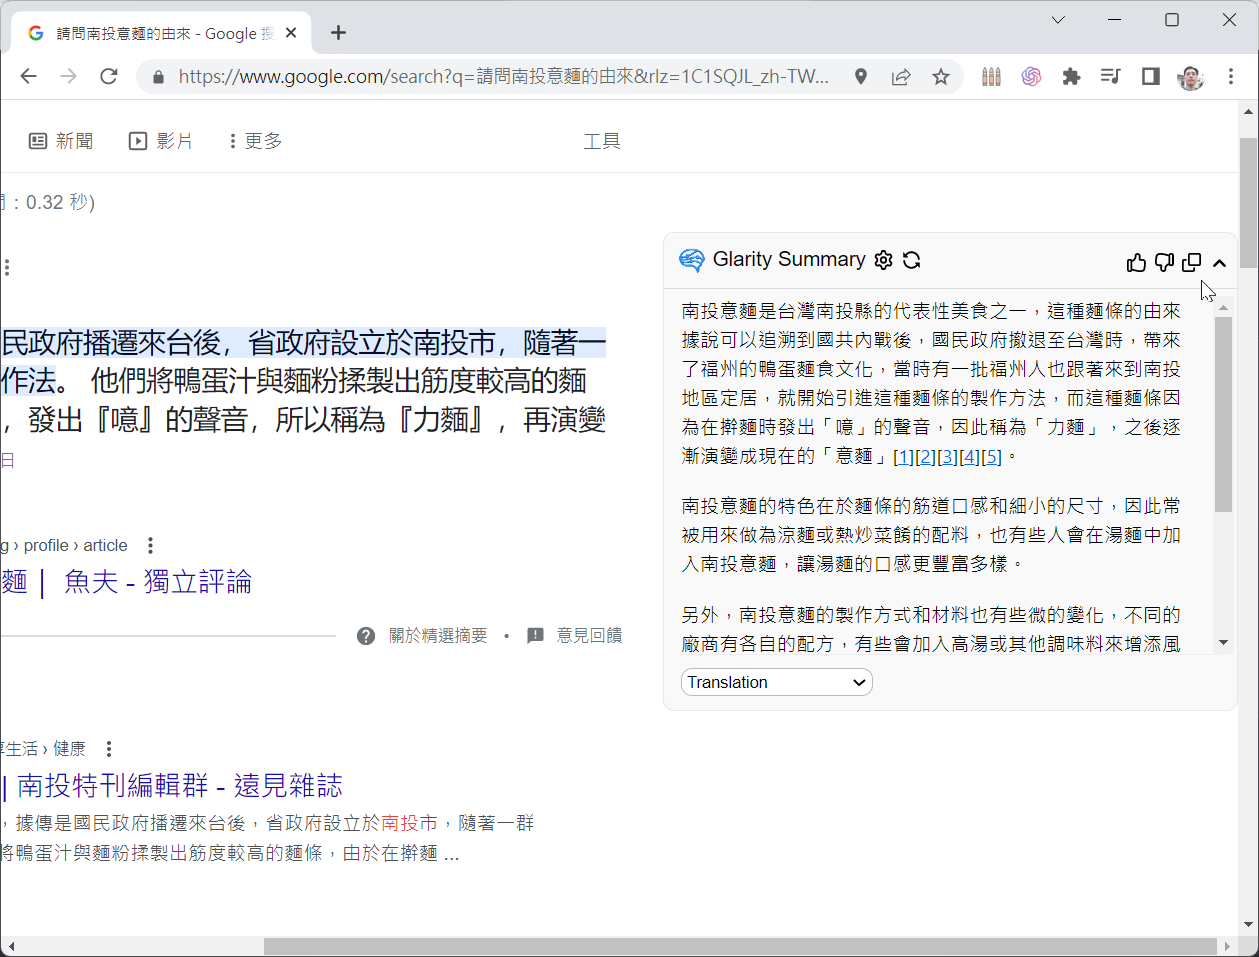 請問南投意麵的由來 - Google 搜
https://www.google.com/search?q=請問南投意麵的由來&rlz=1C1SQJL_zh-TW...
新聞
影片
更多
工具
：0.32 秒)
民政府播遷來台後，省政府設立於南投市，隨著一
作法。 他們將鴨蛋汁與麵粉揉製出筋度較高的麵
，發出『噫』的聲音，所以稱為『力麵』，再演變
日
g › profile › article
麵│ 魚夫 - 獨立評論
關於精選摘要
•
意見回饋
生活 › 健康
| 南投特刊編輯群 - 遠見雜誌
，據傳是國民政府播遷來台後，省政府設立於南投市，隨著一群
將鴨蛋汁與麵粉揉製出筋度較高的麵條，由於在擀麵 ...
Glarity Summary
南投意麵是台灣南投縣的代表性美食之一，這種麵條的由來
據說可以追溯到國共內戰後，國民政府撤退至台灣時，帶來
了福州的鴨蛋麵食文化，當時有一批福州人也跟著來到南投
地區定居，就開始引進這種麵條的製作方法，而這種麵條因
為在擀麵時發出「噫」的聲音，因此稱為「力麵」，之後逐
漸演變成現在的「意麵」[1][2][3][4][5]。
南投意麵的特色在於麵條的筋道口感和細小的尺寸，因此常
被用來做為涼麵或熱炒菜餚的配料，也有些人會在湯麵中加
入南投意麵，讓湯麵的口感更豐富多樣。
另外，南投意麵的製作方式和材料也有些微的變化，不同的
廠商有各自的配方，有些會加入高湯或其他調味料來增添風
Translation